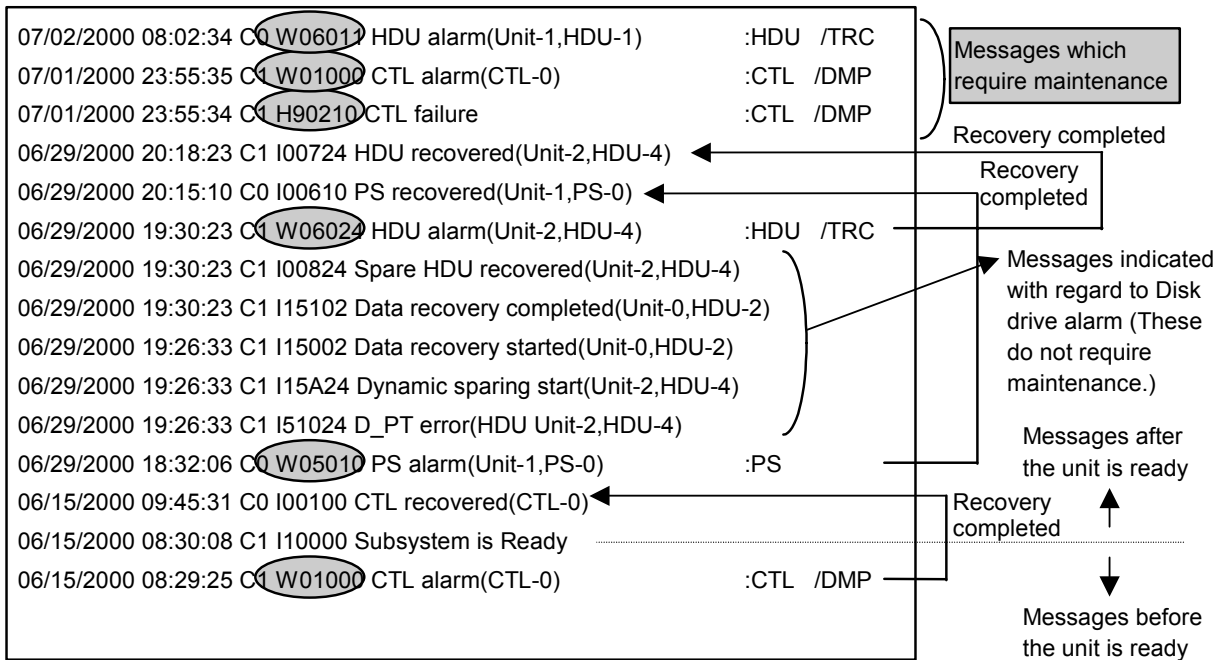 07/02/2000 08:02:34 C0 W06011 HDU alarm(Unit-1,HDU-1) :HDU /TRC
07/01/2000 23:55:35 C1 W01000 CTL alarm(CTL-0) :CTL /DMP
07/01/2000 23:55:34 C1 H90210 CTL failure :CTL /DMP
06/29/2000 20:18:23 C1 I00724 HDU recovered(Unit-2,HDU-4)
06/29/2000 20:15:10 C0 I00610 PS recovered(Unit-1,PS-0)
06/29/2000 19:30:23 C1 W06024 HDU alarm(Unit-2,HDU-4) :HDU /TRC
06/29/2000 19:30:23 C1 I00824 Spare HDU recovered(Unit-2,HDU-4)
06/29/2000 19:30:23 C1 I15102 Data recovery completed(Unit-0,HDU-2)
06/29/2000 19:26:33 C1 I15002 Data recovery started(Unit-0,HDU-2)
06/29/2000 19:26:33 C1 I15A24 Dynamic sparing start(Unit-2,HDU-4)
06/29/2000 19:26:33 C1 I51024 D_PT error(HDU Unit-2,HDU-4)
06/29/2000 18:32:06 C0 W05010 PS alarm(Unit-1,PS-0) :PS
06/15/2000 09:45:31 C0 I00100 CTL recovered(CTL-0)
06/15/2000 08:30:08 C1 I10000 Subsystem is Ready
06/15/2000 08:29:25 C1 W01000 CTL alarm(CTL-0) :CTL /DMP
Messages which
require maintenance
Recovery completed
Recovery
completed
Messages indicated
with regard to Disk
drive alarm (These
do not require
maintenance.)
Messages after
the unit is ready
Recovery
completed
Messages before
the unit is ready